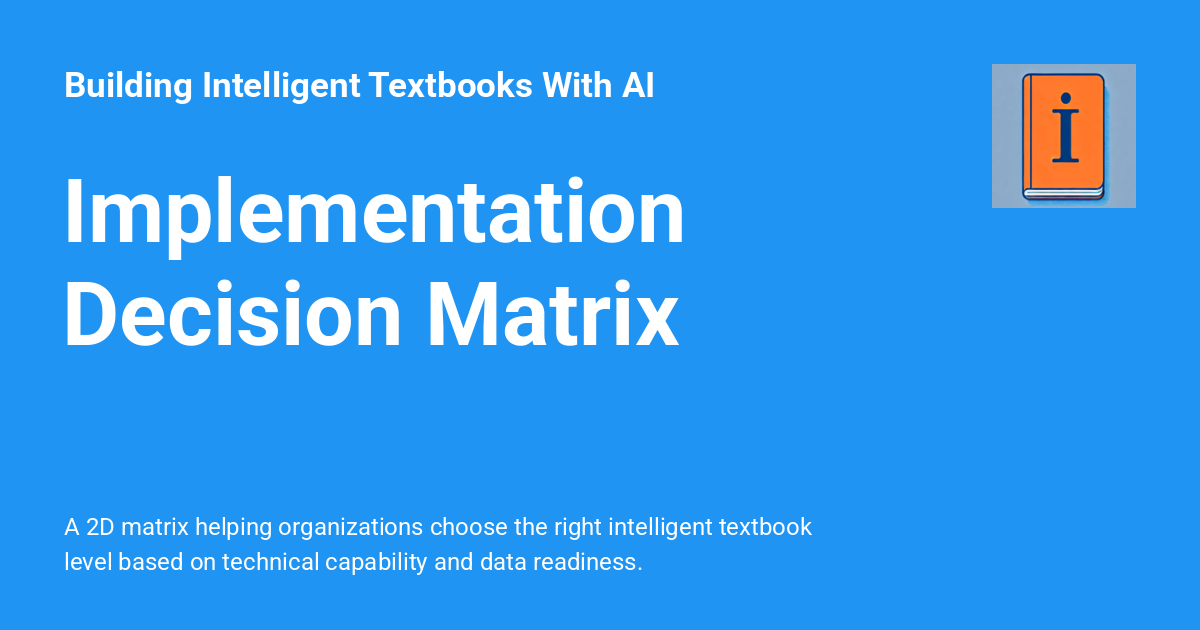 Building Intelligent Textbooks With AI
i
Implementation
Decision Matrix
A 2D matrix helping organizations choose the right intelligent textbook
level based on technical capability and data readiness.